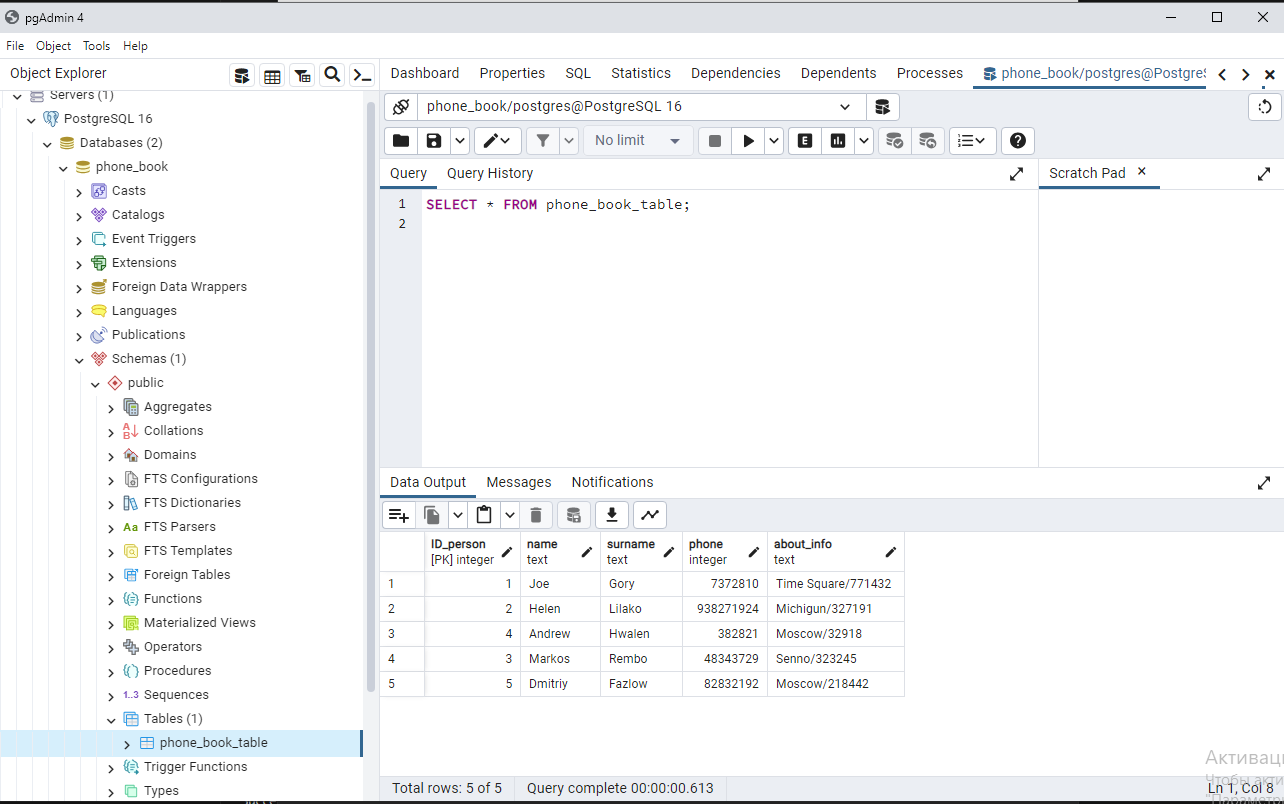 pgAdmin 4
File Object Tools Help
Object Explorer
Dashboard Properties SQL Statistics Dependencies Dependents Processes phone_book/postgres@PostgreS
Servers (1)
PostgreSQL 16
Databases (2)
phone_book
Casts
Catalogs
Event Triggers
Extensions
Foreign Data Wrappers
Languages
Publications
Schemas (1)
public
Aggregates
Collations
Domains
FTS Configurations
FTS Dictionaries
Aa FTS Parsers
FTS Templates
Foreign Tables
Functions
Materialized Views
Operators
Procedures
1..3 Sequences
Tables (1)
phone_book_table
Trigger Functions
Types
phone_book/postgres@PostgreSQL 16
No limit
E
Query Query History
Scratch Pad
1 SELECT * FROM phone_book_table;
2
Data Output Messages Notifications
ID_person name surname phone about_info
[PK] integer text text integer text
1 1 Joe Gory 7372810 Time Square/771432
2 2 Helen Lilako 938271924 Michigun/327191
3 4 Andrew Hwalen 382821 Moscow/32918
4 3 Markos Rembo 48343729 Senno/323245
5 5 Dmitriy Fazlow 82832192 Moscow/218442
Total rows: 5 of 5 Query complete 00:00:00.613
Ln 1, Col 8